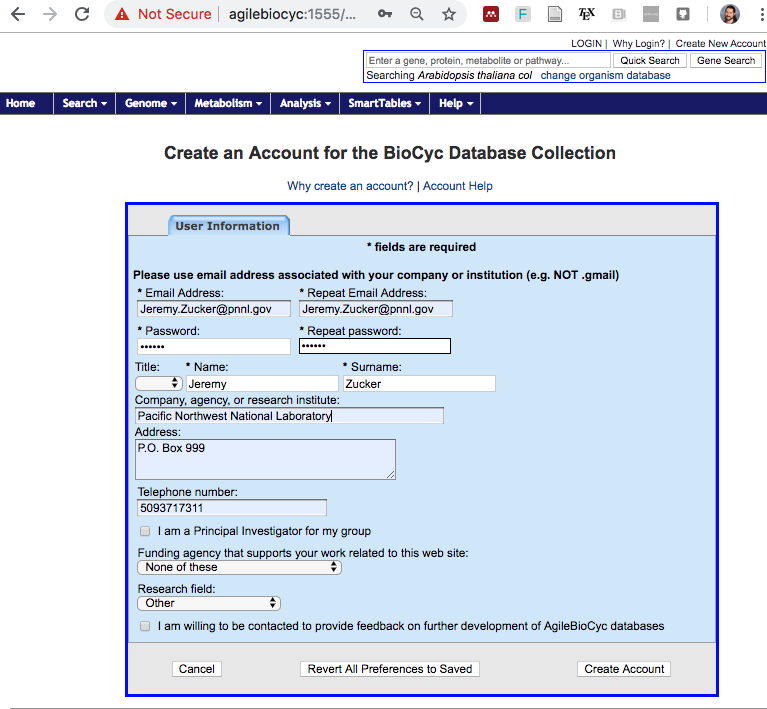 Not Secure | agilebiocyc:1555/...
F TEX B
LOGIN | Why Login? | Create New Account
Enter a gene, protein, metabolite or pathway... Quick Search Gene Search
Searching Arabidopsis thaliana col change organism database
Home Search Genome Metabolism Analysis SmartTables Help
Create an Account for the BioCyc Database Collection
Why create an account? | Account Help
User Information
* fields are required
Please use email address associated with your company or institution (e.g. NOT .gmail)
* Email Address: * Repeat Email Address:
Jeremy.Zucker@pnnl.gov Jeremy.Zucker@pnnl.gov
* Password: * Repeat password:
•••••• ••••••
Title: * Name: * Surname:
Jeremy Zucker
Company, agency, or research institute:
Pacific Northwest National Laboratory
Address:
P.O. Box 999
Telephone number:
5093717311
I am a Principal Investigator for my group
Funding agency that supports your work related to this web site:
None of these
Research field:
Other
I am willing to be contacted to provide feedback on further development of AgileBioCyc databases
Cancel Revert All Preferences to Saved Create Account